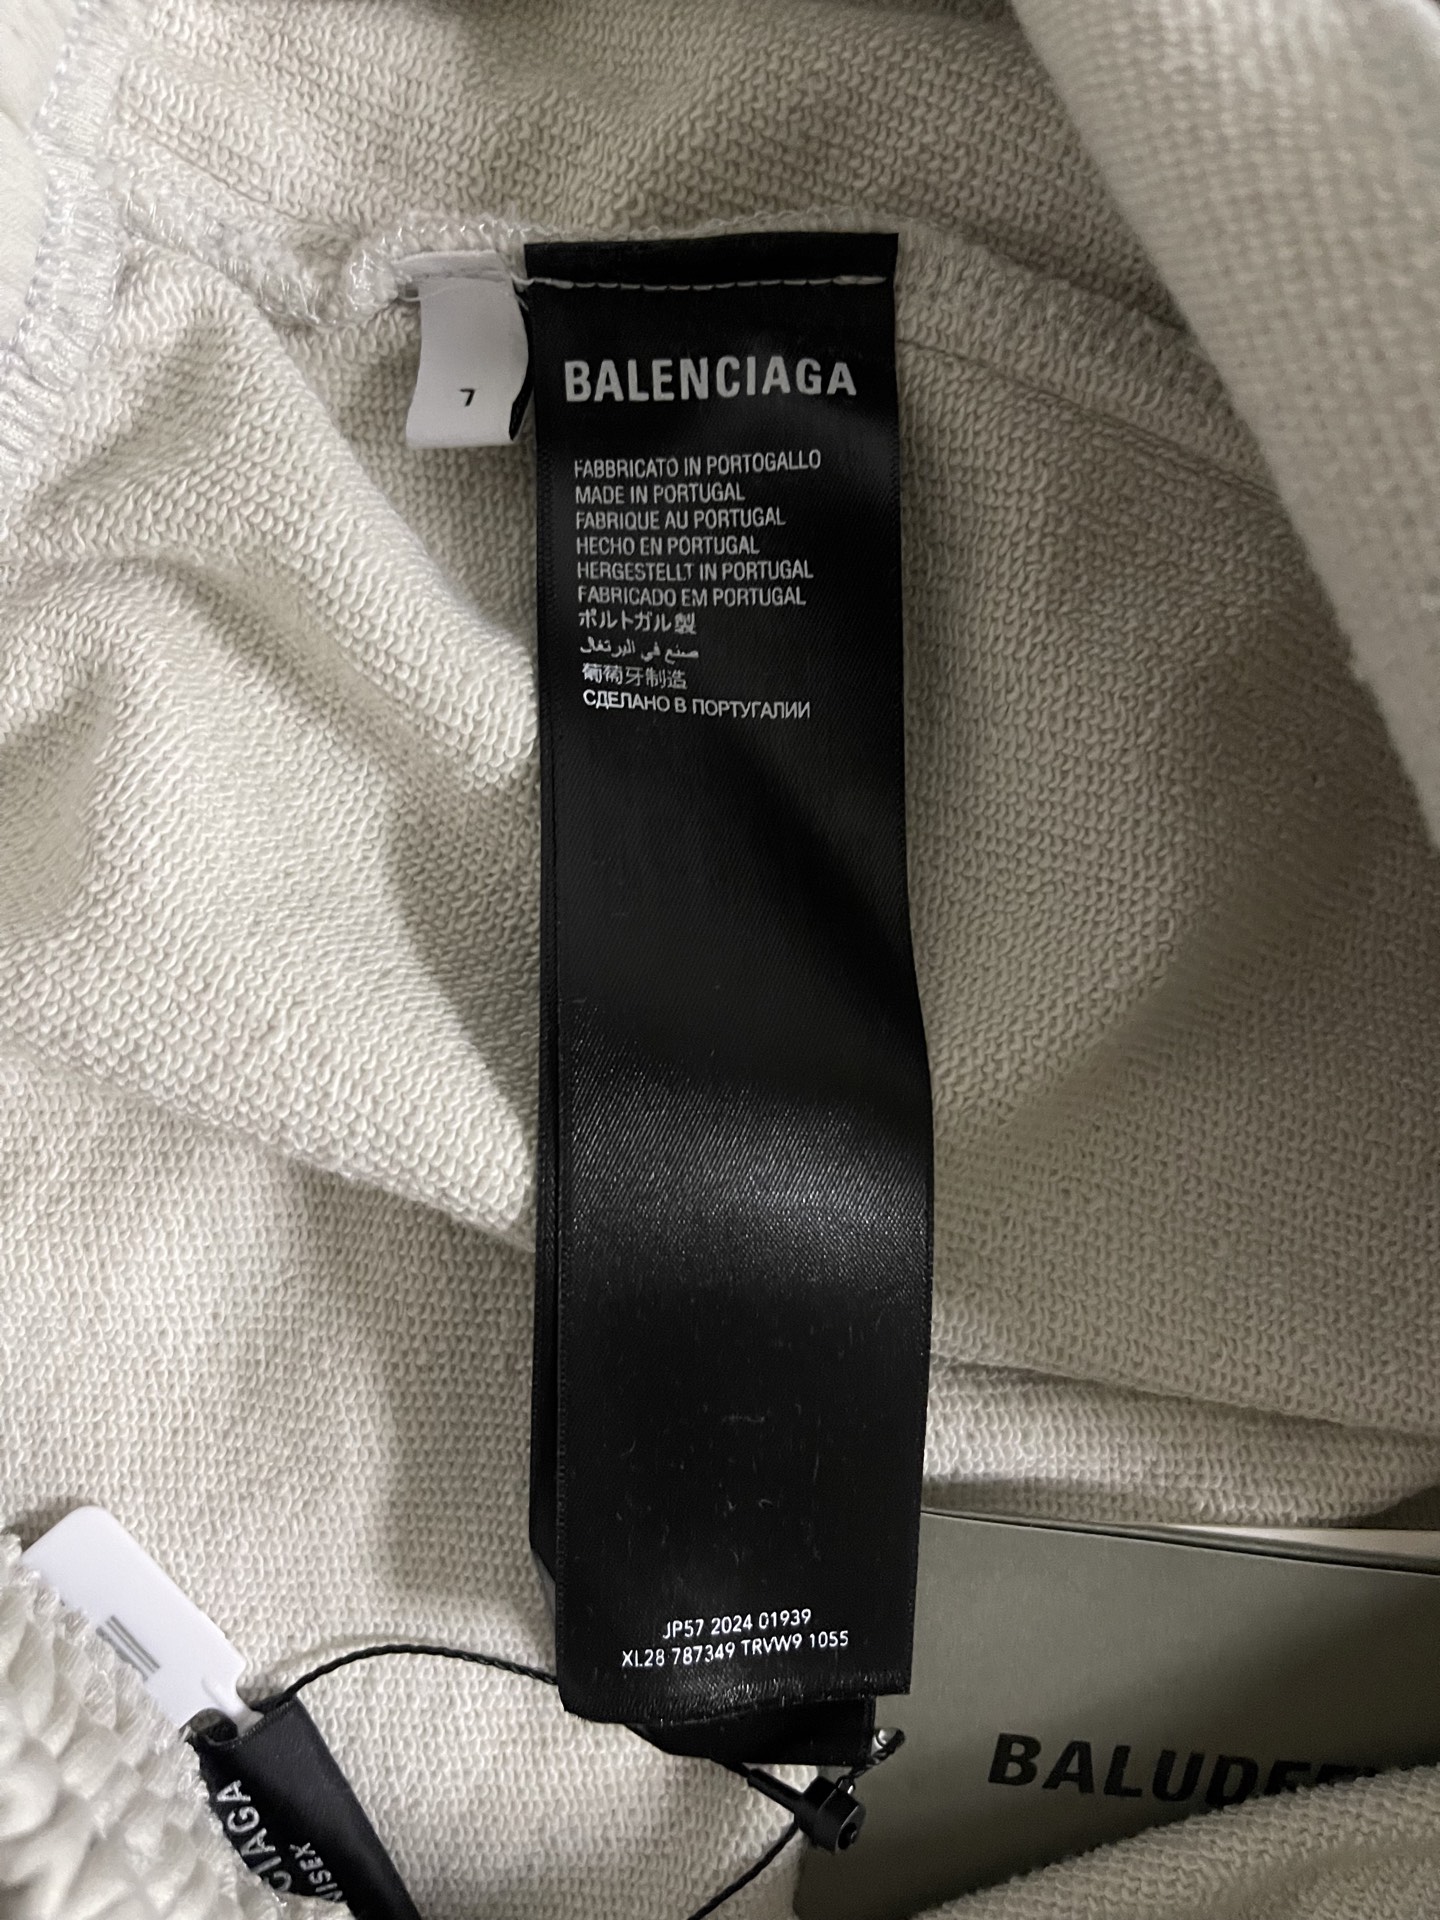 BALENCIAGA
7
FABBRICATO IN PORTOGALLO
MADE IN PORTUGAL
FABRIQUE AU PORTUGAL
HECHO EN PORTUGAL
HERGESTELLT IN PORTUGAL
FABRICADO EM PORTUGAL
ポルトガル製
صنع في البرتغال
葡萄牙制造
СДЕЛАНО В ПОРТУГАЛИИ
JP57 2024 01939
XL28 787349 TRVW9 1055